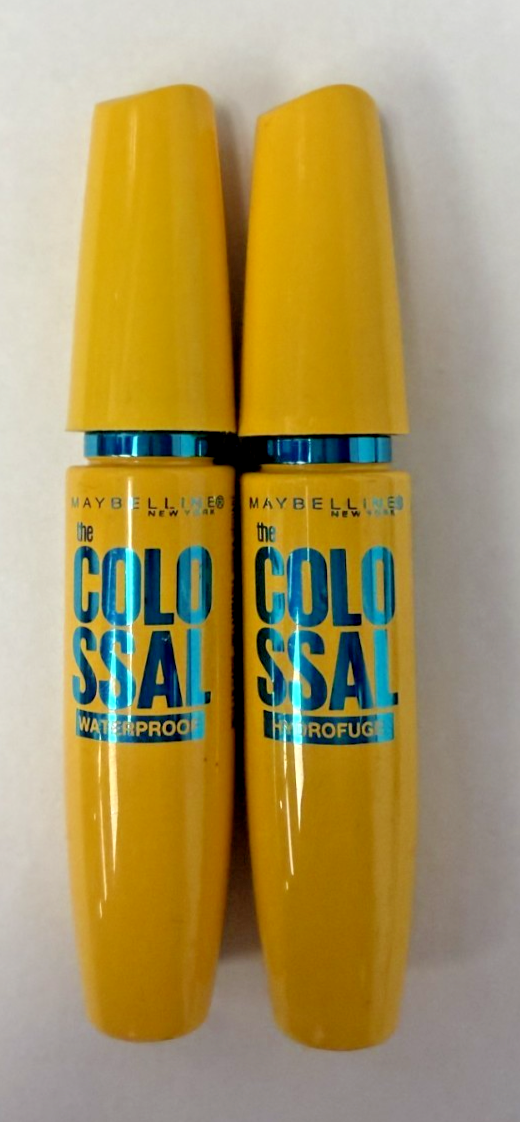 MAYBELLINE®
NEW YORK
the
COLO
SSAL
WATERPROOF
MAYBELLINE®
NEW YORK
the
COLO
SSAL
HYDROFUGE